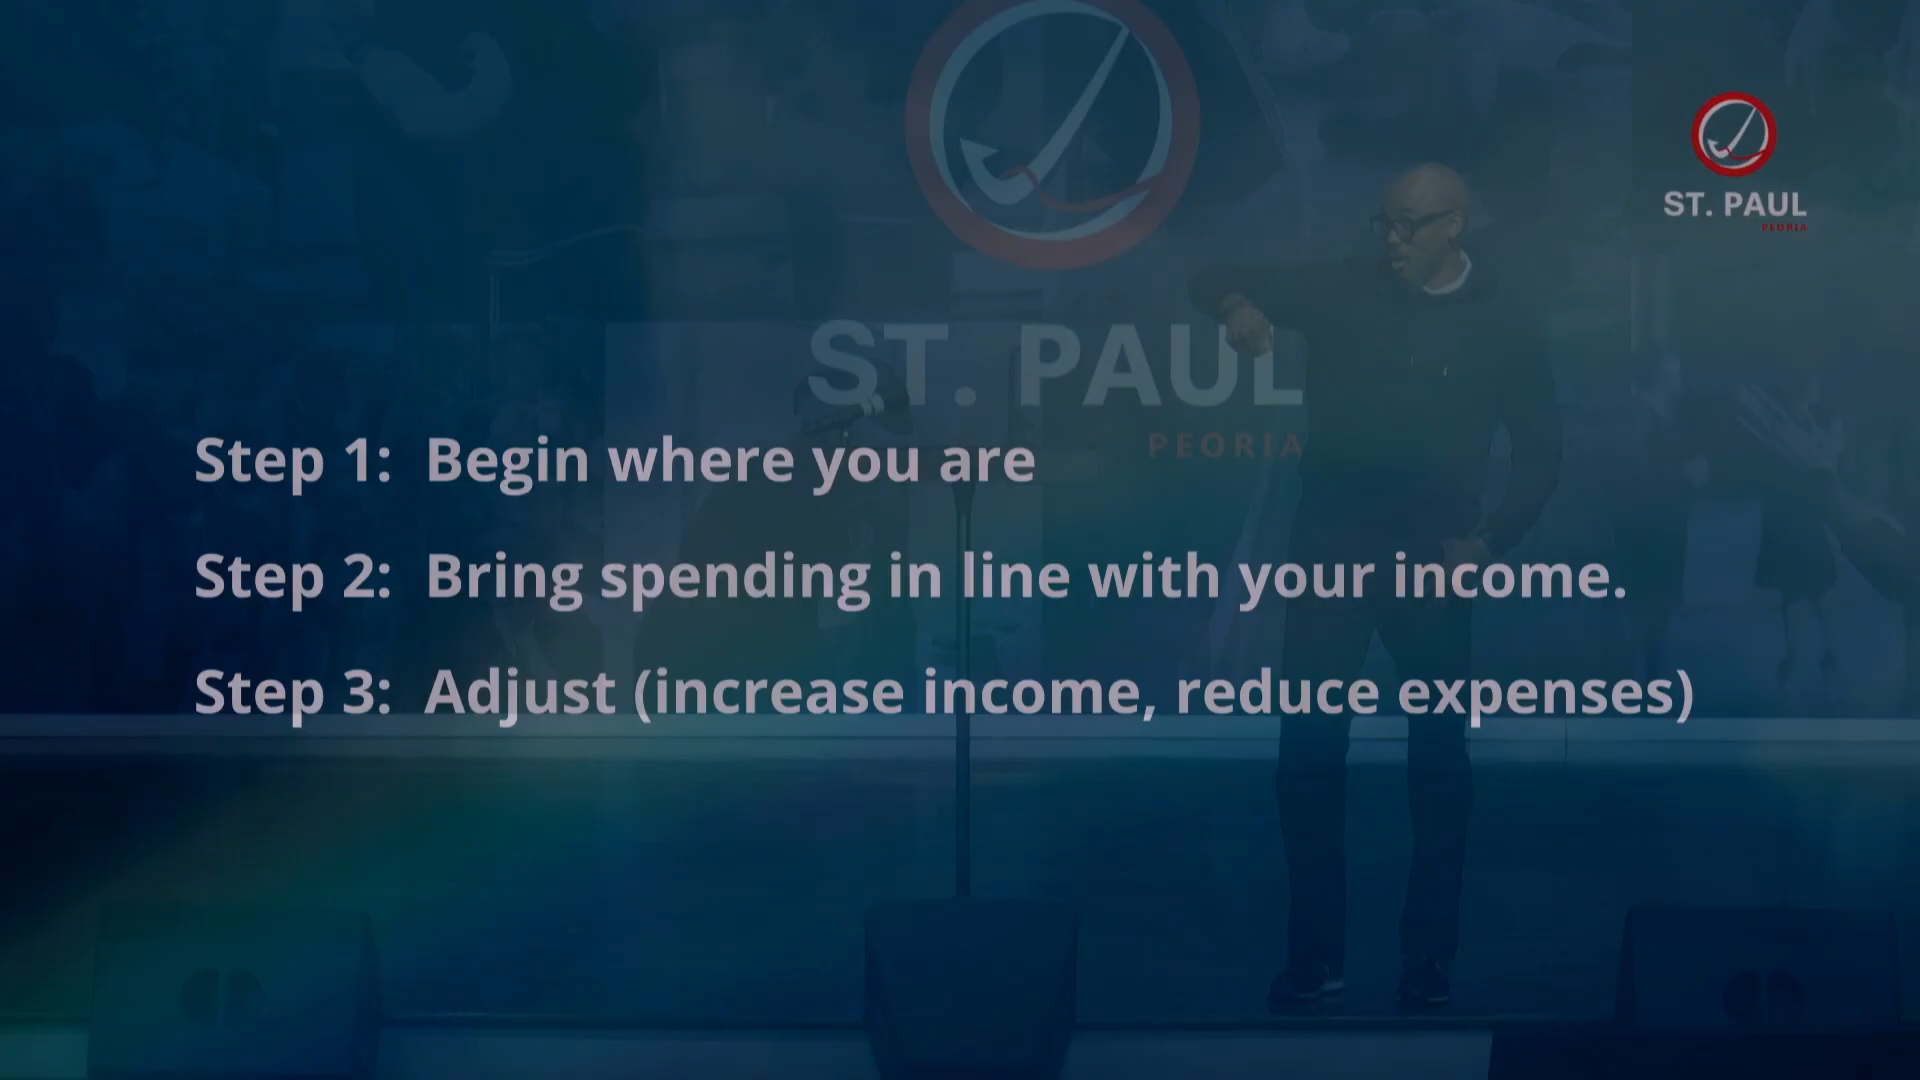 ST. PAUL
PEORIA
ST. PAUL
PEORIA
Step 1: Begin where you are
Step 2: Bring spending in line with your income.
Step 3: Adjust (increase income, reduce expenses)